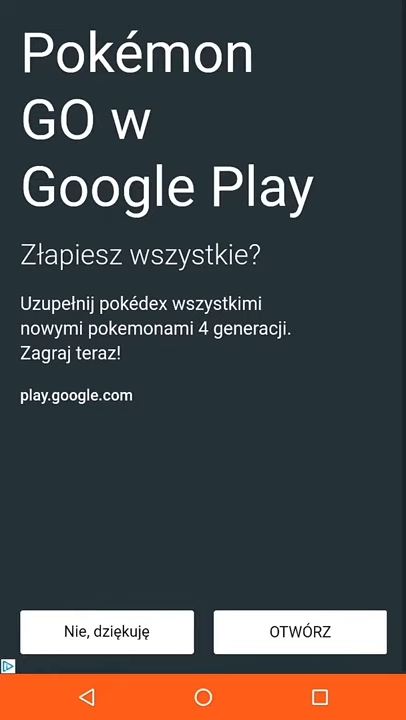 Pokémon
GO w
Google Play
Złapiesz wszystkie?
Uzupełnij pokédex wszystkimi
nowymi pokemonami 4 generacji.
Zagraj teraz!
play.google.com
Nie, dziękuję
OTWÓRZ